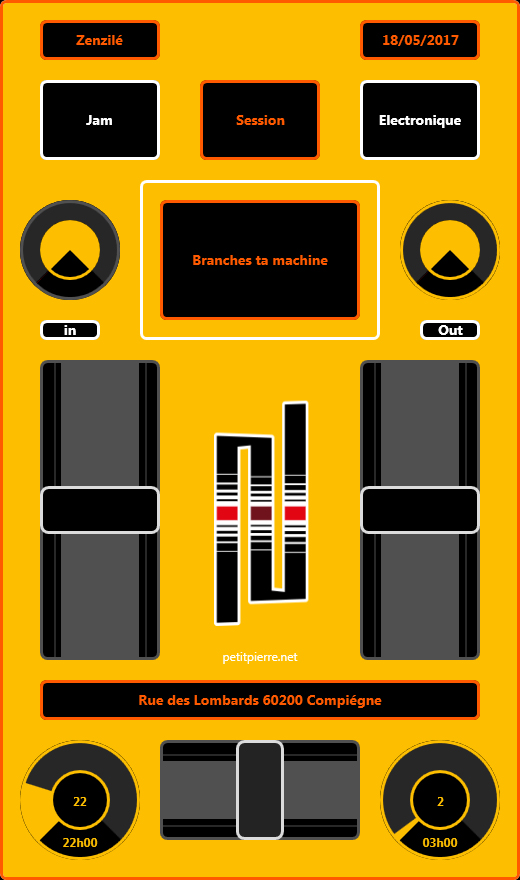 Zenzilé
18/05/2017
Jam
Session
Electronique
Branches ta machine
in
Out
petitpierre.net
Rue des Lombards 60200 Compiégne
22
22h00
2
03h00